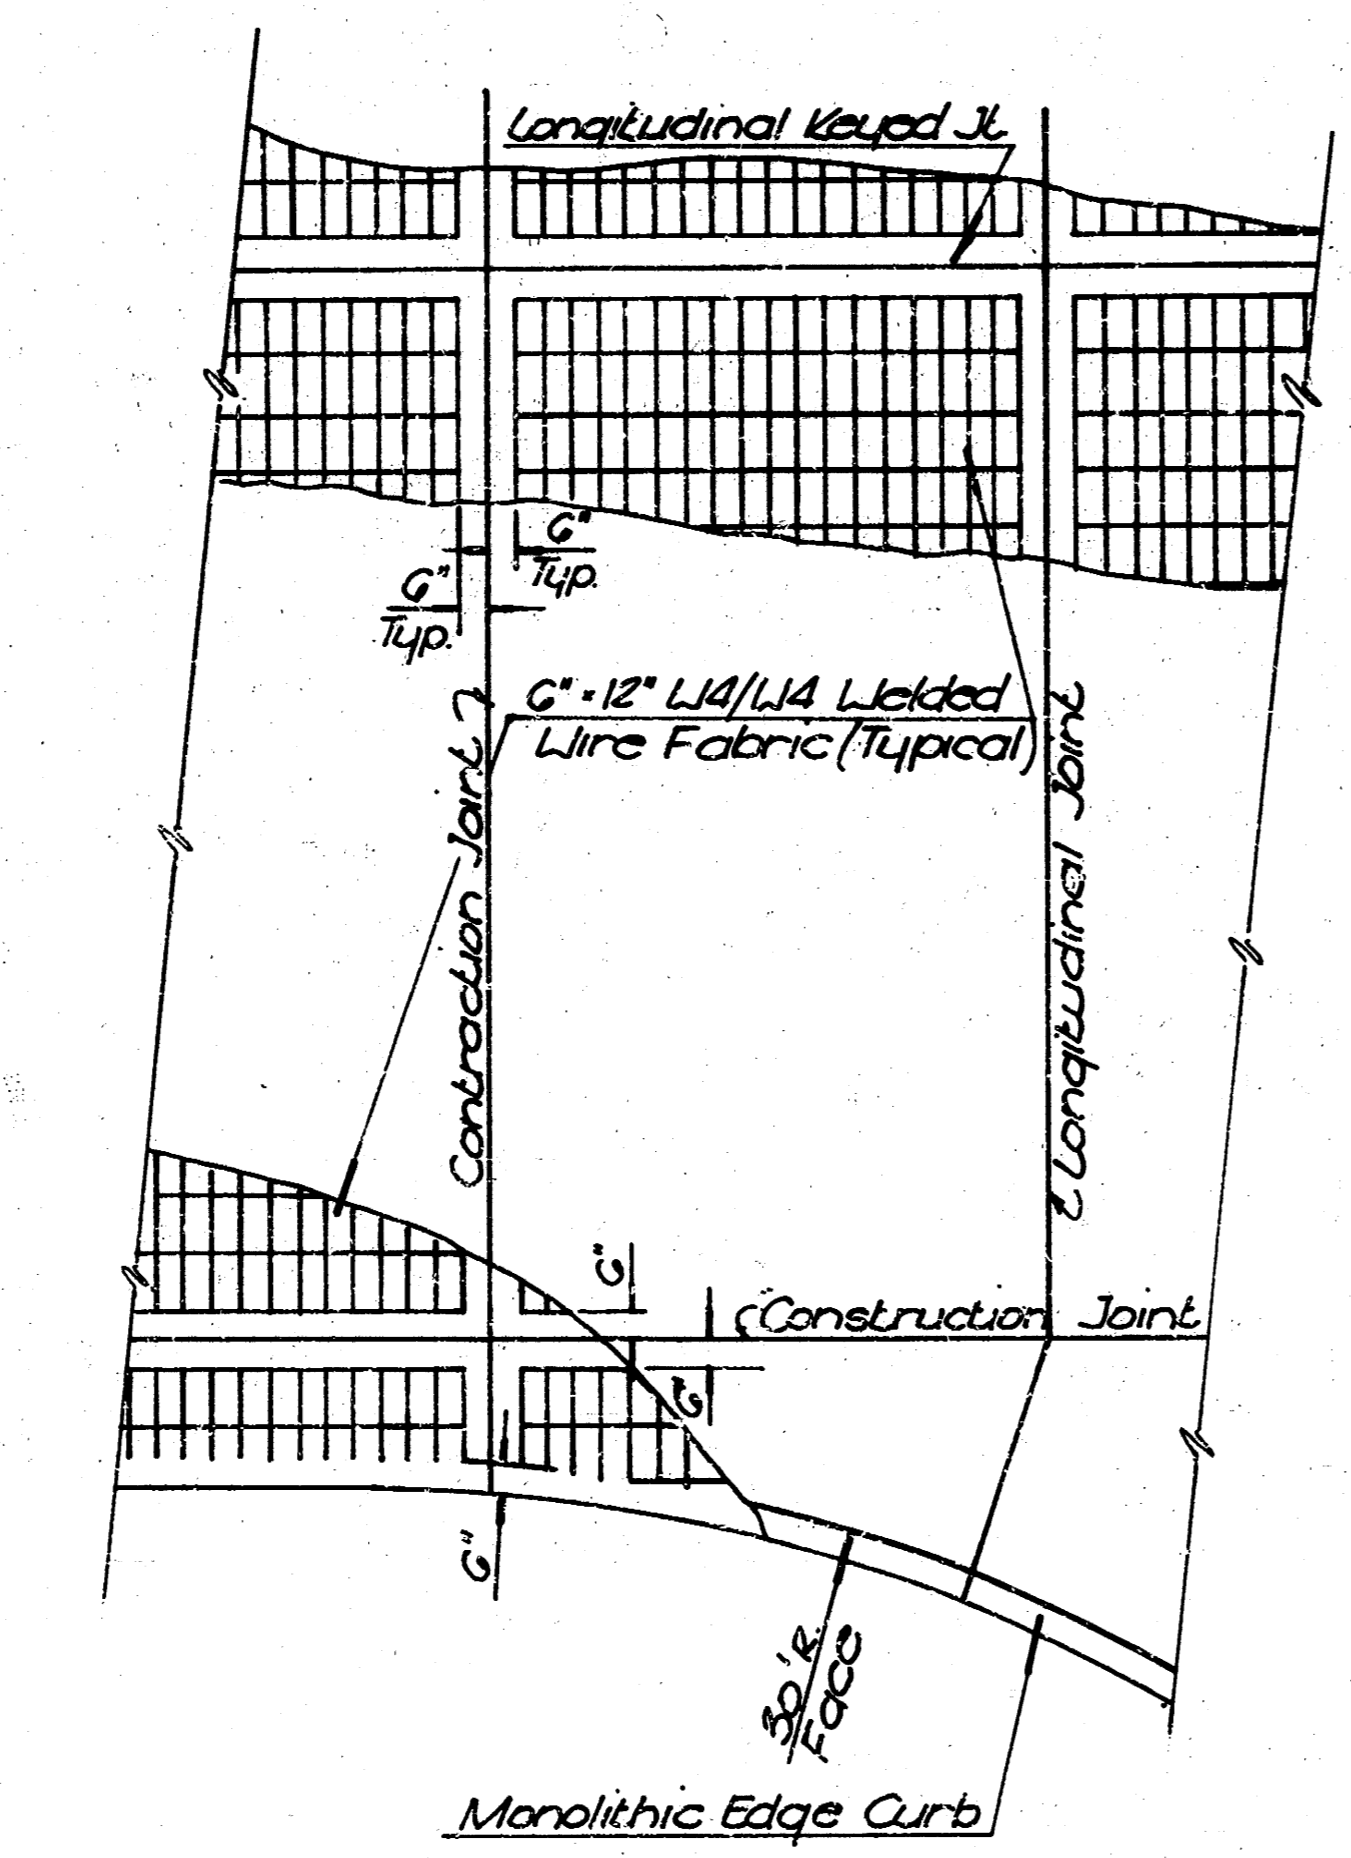 Longitudinal Keyed Jt.
6"
Typ.
6"
Typ.
6" × 12" W4/W4 Welded
Wire Fabric (Typical)
Contraction Joint
Longitudinal Joint
6"
Construction Joint
6"
6"
30' R.
Face
Monolithic Edge Curb